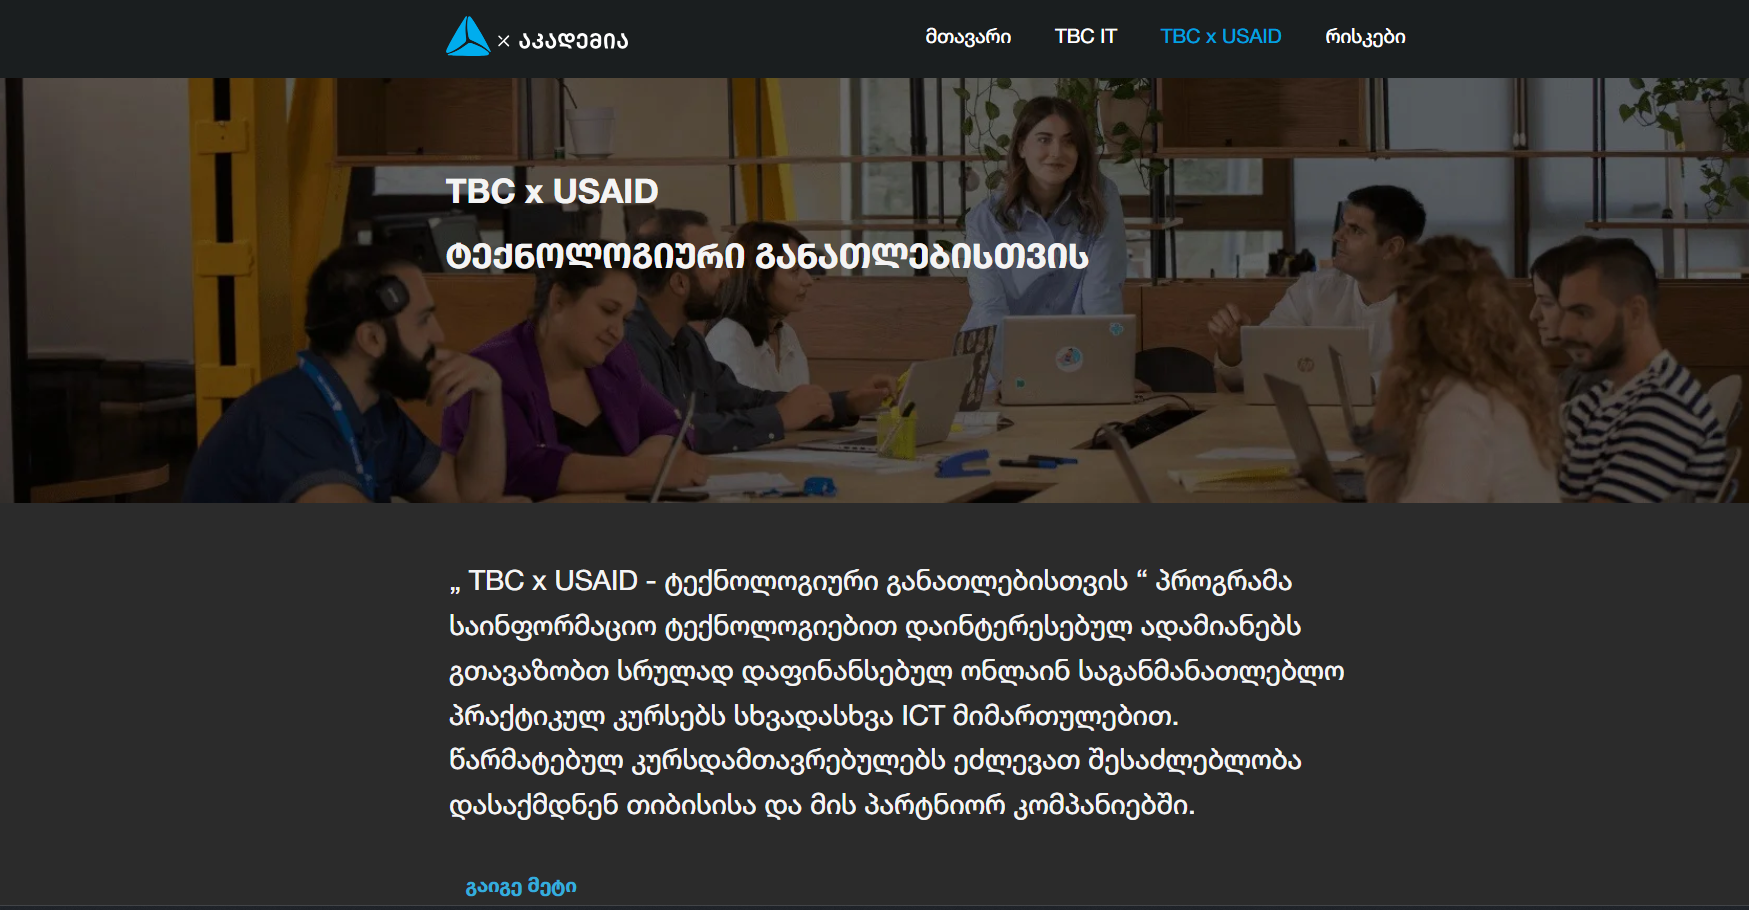 × აკადემია
მთავარი
TBC IT
TBC x USAID
რისკები
TBC x USAID
ტექნოლოგიური განათლებისთვის
„ TBC x USAID - ტექნოლოგიური განათლებისთვის “ პროგრამა
საინფორმაციო ტექნოლოგიებით დაინტერესებულ ადამიანებს
გთავაზობთ სრულად დაფინანსებულ ონლაინ საგანმანათლებლო
პრაქტიკულ კურსებს სხვადასხვა ICT მიმართულებით.
წარმატებულ კურსდამთავრებულებს ეძლევათ შესაძლებლობა
დასაქმდნენ თიბისისა და მის პარტნიორ კომპანიებში.
გაიგე მეტი